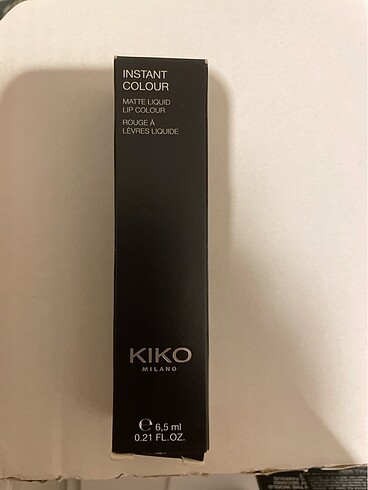 INSTANT
COLOUR
MATTE LIQUID
LIP COLOUR
ROUGE À
LÈVRES LIQUIDE
KIKO
MILANO
℮ 6,5 ml
0.21 FL.OZ.